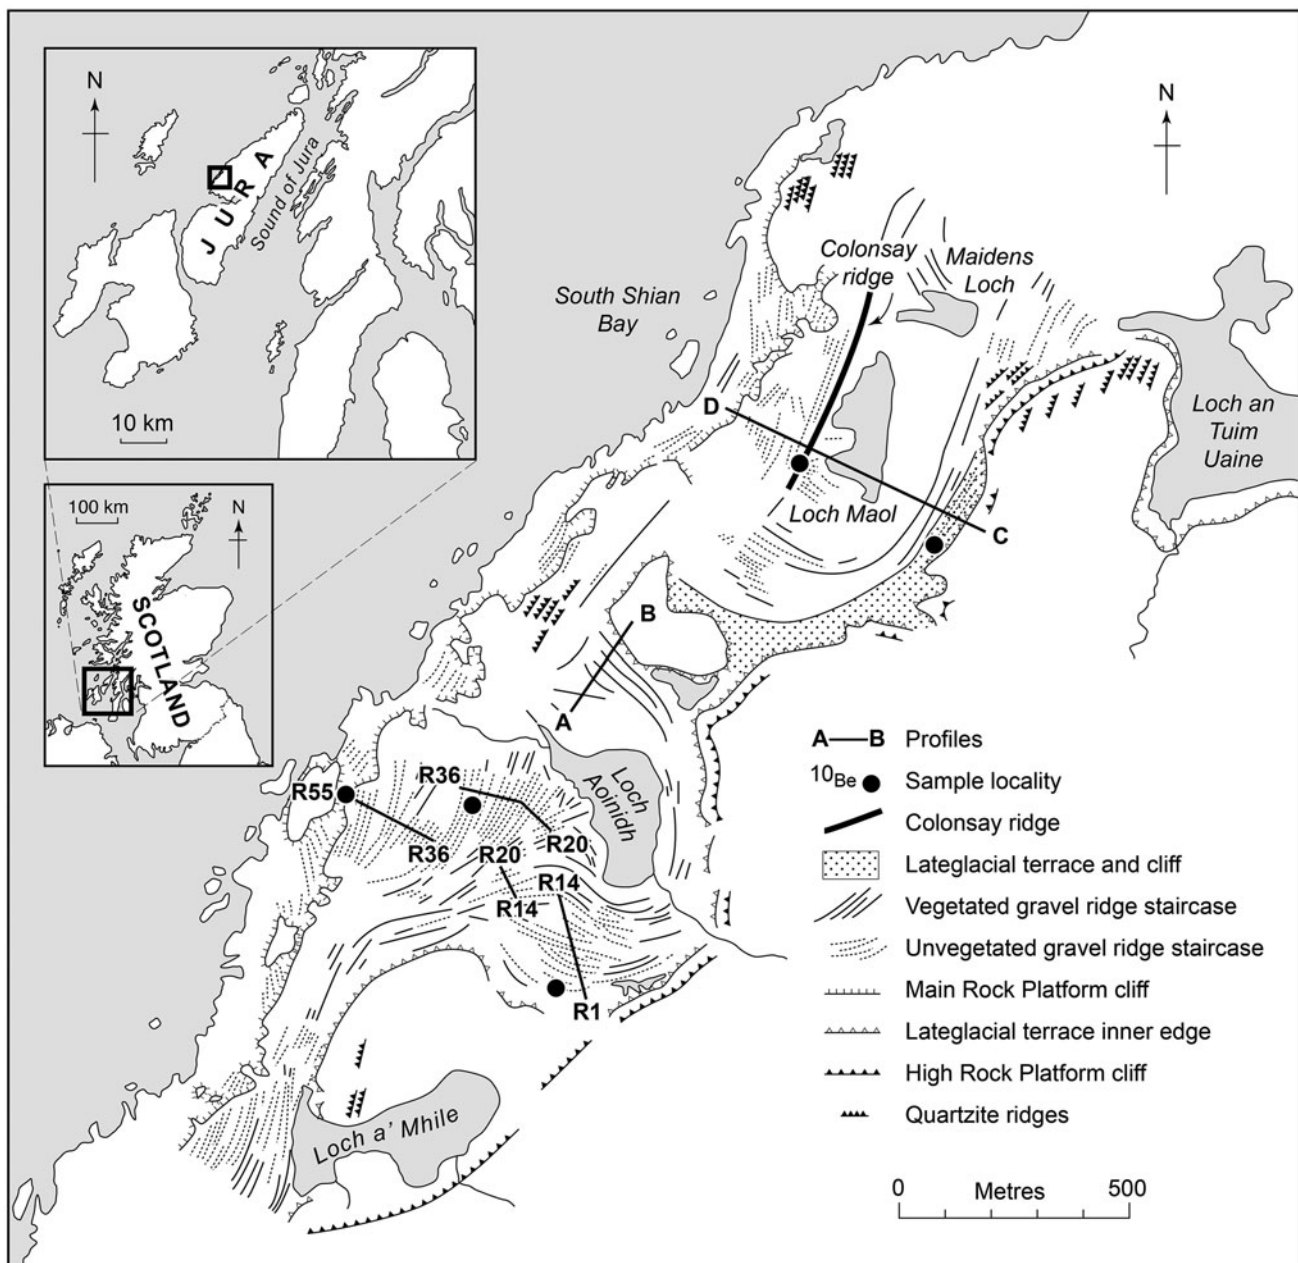 N
JURA
Sound of Jura
10 km
100 km
N
SCOTLAND
N
Colonsay
ridge
Maidens
Loch
South Shian
Bay
Loch an
Tuim
Uaine
D
Loch Maol
C
B
A
Loch
Aoinidh
R55
R36
R36
R20
R20
R14
R14
R1
Loch a' Mhile
A B Profiles
10Be Sample locality
Colonsay ridge
Lateglacial terrace and cliff
Vegetated gravel ridge staircase
Unvegetated gravel ridge staircase
Main Rock Platform cliff
Lateglacial terrace inner edge
High Rock Platform cliff
Quartzite ridges
0 Metres 500